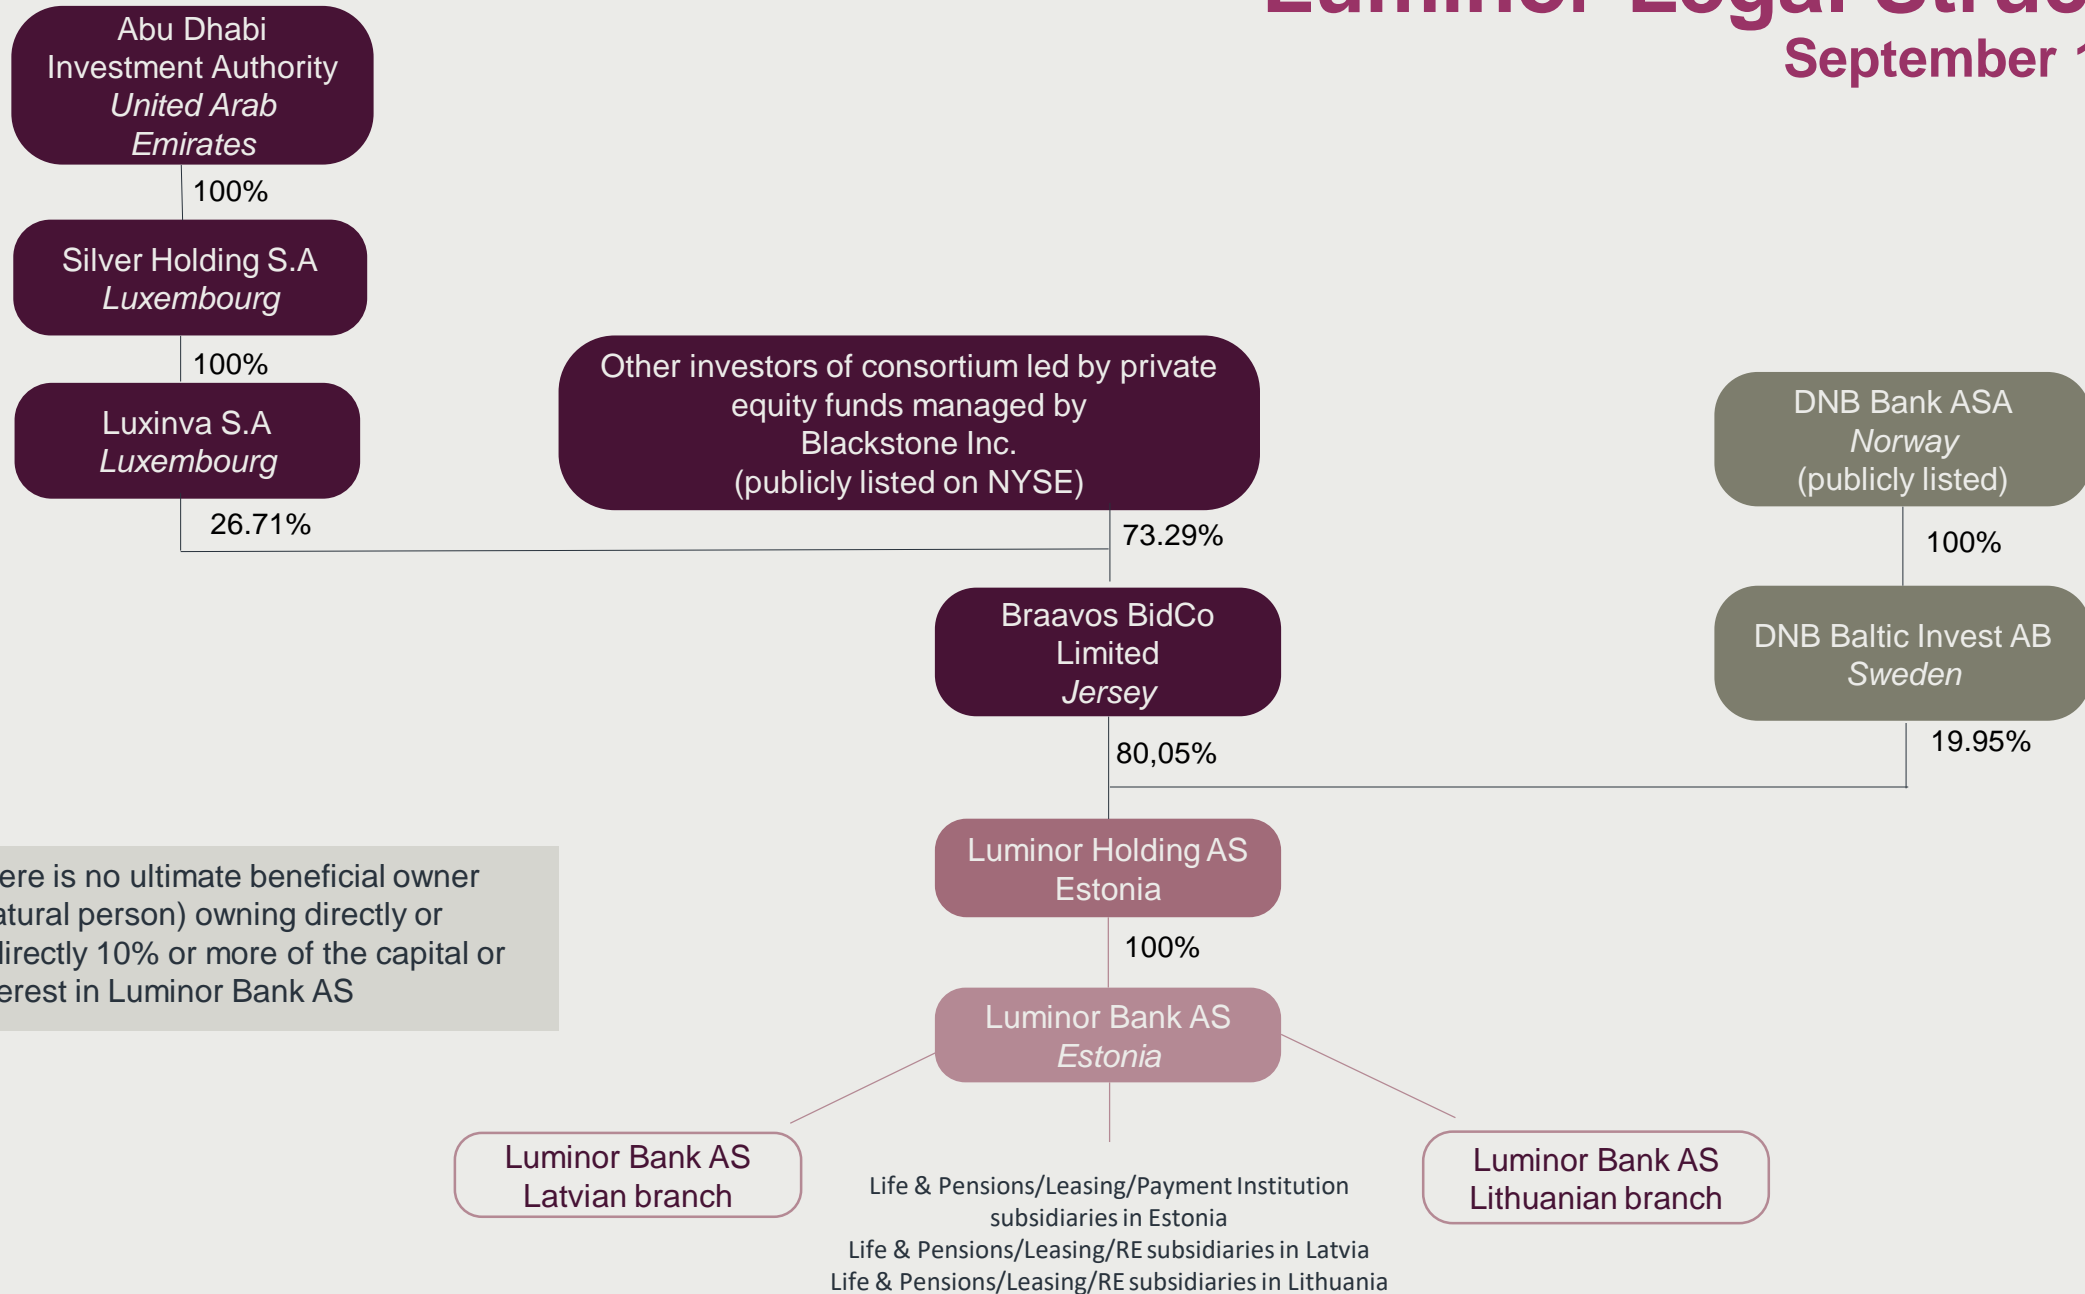 Luminor Legal
September
Abu Dhabi
Investment Authority
United Arab
Emirates
100%
Silver Holding S.A
Luxembourg
100%
Luxinva S.A
Luxembourg
26.71%
Other investors of consortium led by private
equity funds managed by
Blackstone Inc.
(publicly listed on NYSE)
73.29%
DNB Bank ASA
Norway
(publicly listed)
100%
Braavos BidCo
Limited
Jersey
80,05%
DNB Baltic Invest AB
Sweden
19.95%
Luminor Holding AS
Estonia
100%
is no ultimate beneficial owner
person) owning directly or
10% or more of the capital or
in Luminor Bank AS
Luminor Bank AS
Estonia
Luminor Bank AS
Latvian branch
Life & Pensions/Leasing/Payment Institution
subsidiaries in Estonia
Life & Pensions/Leasing/RE subsidiaries in Latvia
Life & Pensions/Leasing/RE subsidiaries in Lithuania
Luminor Bank AS
Lithuanian branch